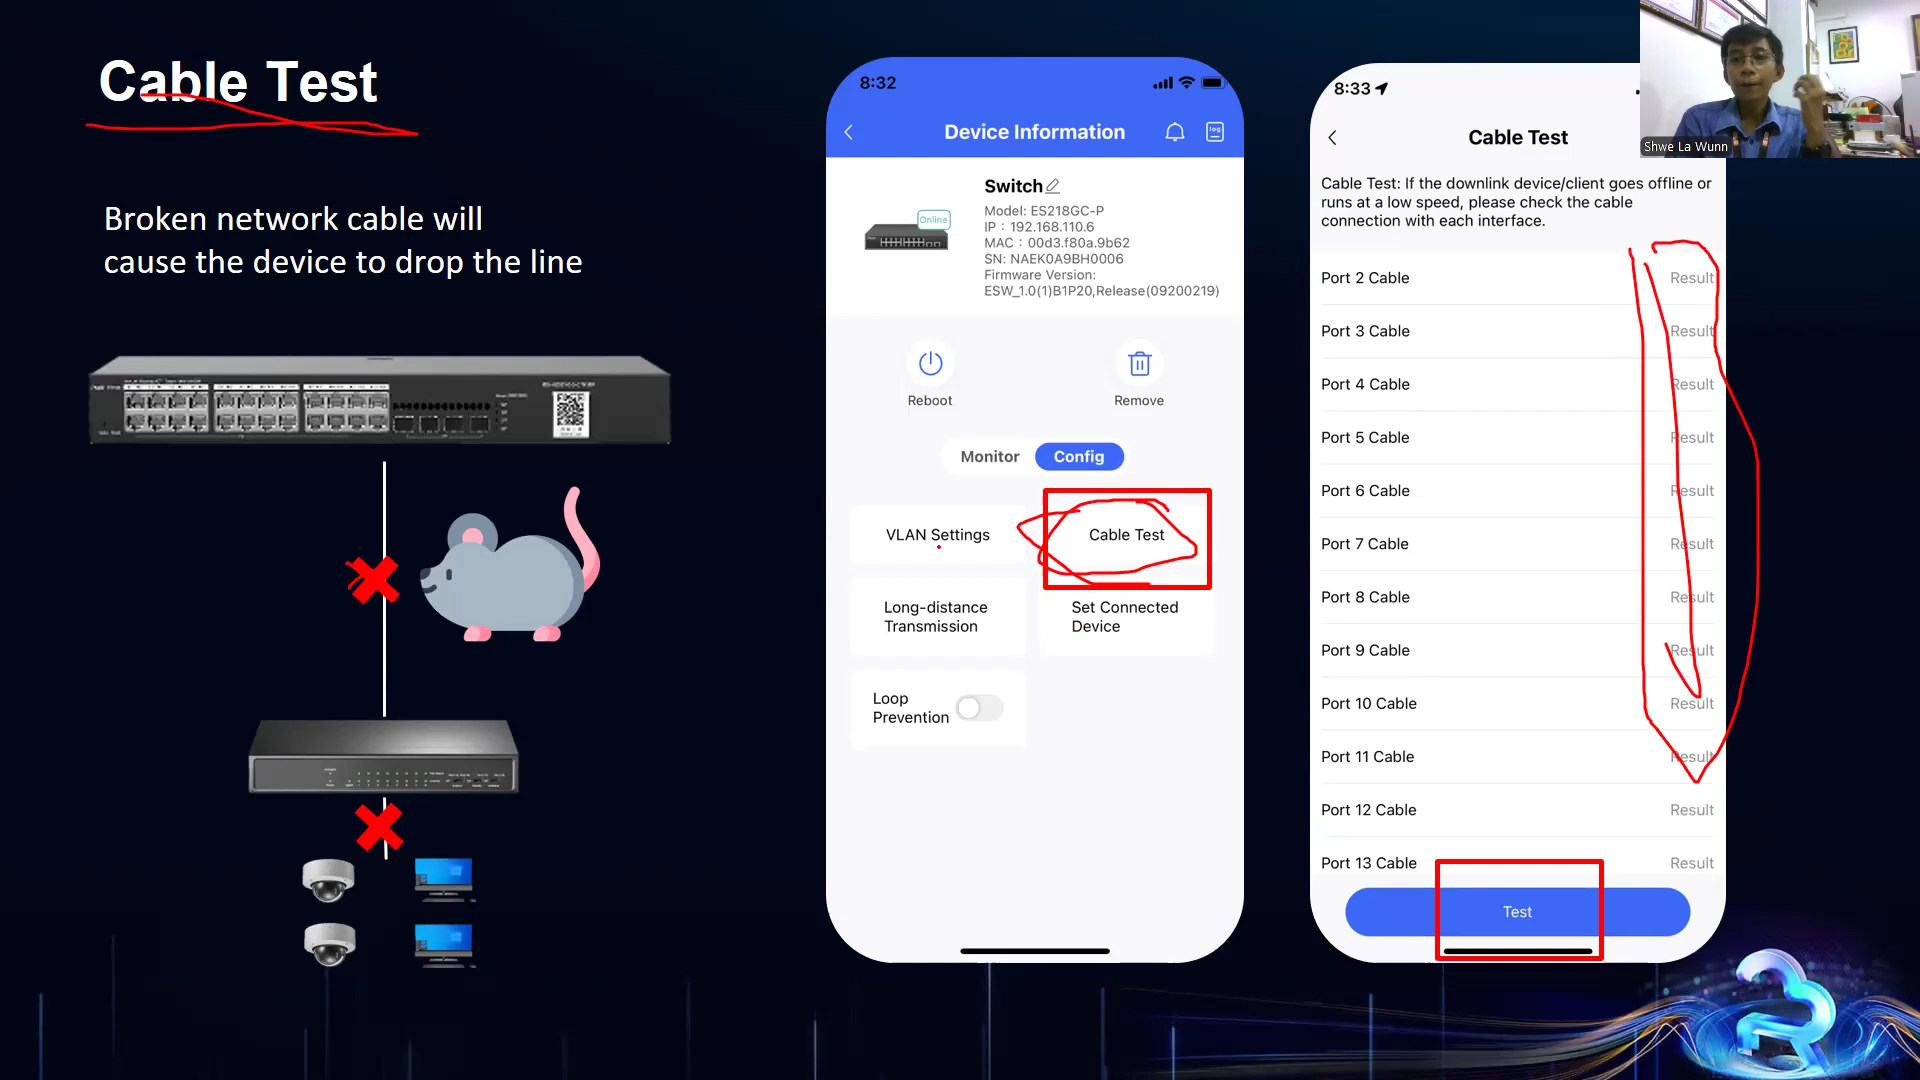 Cable Test
Broken network cable will
cause the device to drop the line
8:32
Device Information
log
Switch
Online
Model: ES218GC-P
IP：192.168.110.6
MAC：00d3.f80a.9b62
SN: NAEK0A9BH0006
Firmware Version:
ESW_1.0(1)B1P20,Release(09200219)
Reboot
Remove
Monitor
Config
VLAN Settings
Cable Test
Long-distance
Transmission
Set Connected
Device
Loop
Prevention
8:33
Cable Test
Cable Test: If the downlink device/client goes offline or
runs at a low speed, please check the cable
connection with each interface.
Port 2 Cable Result
Port 3 Cable Result
Port 4 Cable Result
Port 5 Cable Result
Port 6 Cable Result
Port 7 Cable Result
Port 8 Cable Result
Port 9 Cable Result
Port 10 Cable Result
Port 11 Cable Result
Port 12 Cable Result
Port 13 Cable Result
Test
Shwe La Wunn